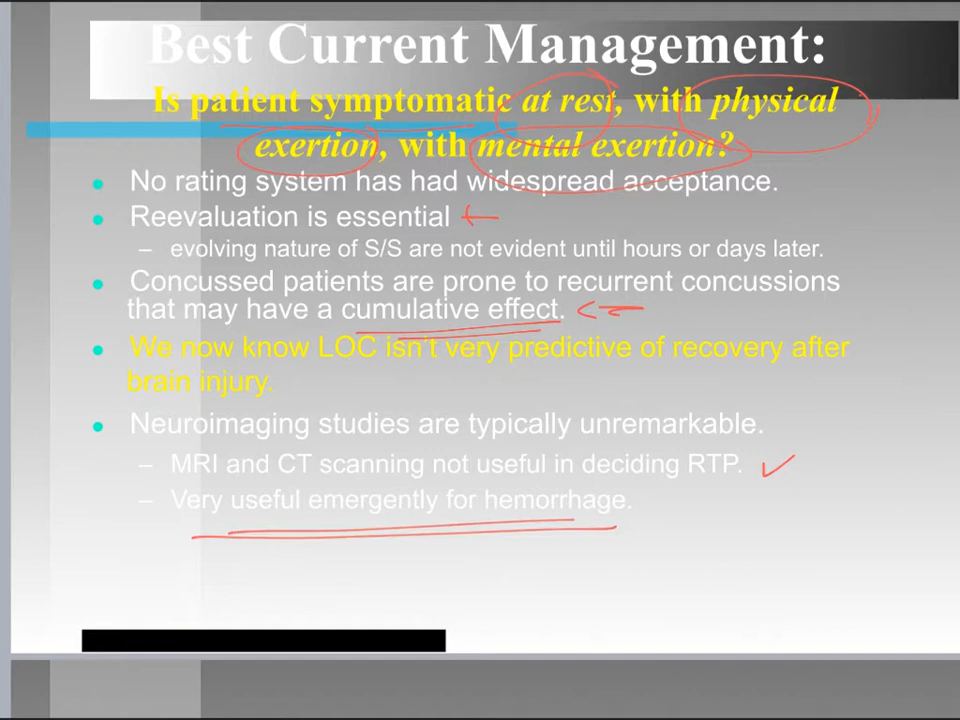 Best Current Management:
Is patient symptomatic at rest, with physical
exertion, with mental exertion?
No rating system has had widespread acceptance.
Reevaluation is essential
– evolving nature of S/S are not evident until hours or days later.
Concussed patients are prone to recurrent concussions
that may have a cumulative effect.
We now know LOC isn't very predictive of recovery after
brain injury.
Neuroimaging studies are typically unremarkable.
– MRI and CT scanning not useful in deciding RTP.
– Very useful emergently for hemorrhage.